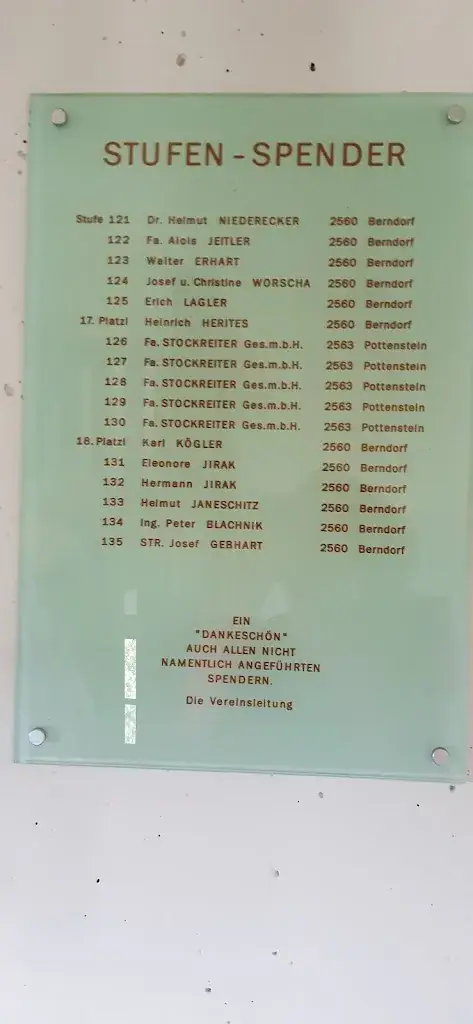 STUFEN - SPENDER
Stufe 121 Dr. Helmut NIEDERECKER 2560 Berndorf
122 Fa. Alois JEITLER 2560 Berndorf
123 Walter ERHART 2560 Berndorf
124 Josef u. Christine WORSCHA 2560 Berndorf
125 Erich LAGLER 2560 Berndorf
17. Platzl Heinrich HERITES 2560 Berndorf
126 Fa. STOCKREITER Ges.m.b.H. 2563 Pottenstein
127 Fa. STOCKREITER Ges.m.b.H. 2563 Pottenstein
128 Fa. STOCKREITER Ges.m.b.H. 2563 Pottenstein
129 Fa. STOCKREITER Ges.m.b.H. 2563 Pottenstein
130 Fa. STOCKREITER Ges.m.b.H. 2563 Pottenstein
18. Platzl Karl KÖGLER 2560 Berndorf
131 Eleonore JIRAK 2560 Berndorf
132 Hermann JIRAK 2560 Berndorf
133 Helmut JANESCHITZ 2560 Berndorf
134 Ing. Peter BLACHNIK 2560 Berndorf
135 STR. Josef GEBHART 2560 Berndorf
EIN
"DANKESCHÖN"
AUCH ALLEN NICHT
NAMENTLICH ANGEFÜHRTEN
SPENDERN.
Die Vereinsleitung